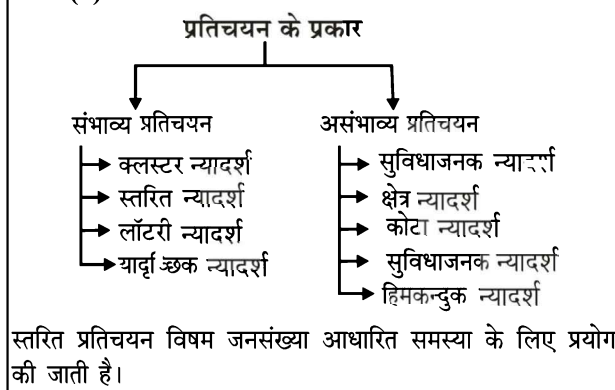 प्रतिचयन के प्रकार
संभाव्य प्रतिचयन
असंभाव्य प्रतिचयन
क्लस्टर न्यादर्श
स्तरित न्यादर्श
लॉटरी न्यादर्श
यादृच्छिक न्यादर्श
सुविधाजनक न्यादर्श
क्षेत्र न्यादर्श
कोटा न्यादर्श
सुविधाजनक न्यादर्श
हिमकन्दुक न्यादर्श
स्तरित प्रतिचयन विषम जनसंख्या आधारित समस्या के लिए प्रयोग
की जाती है।